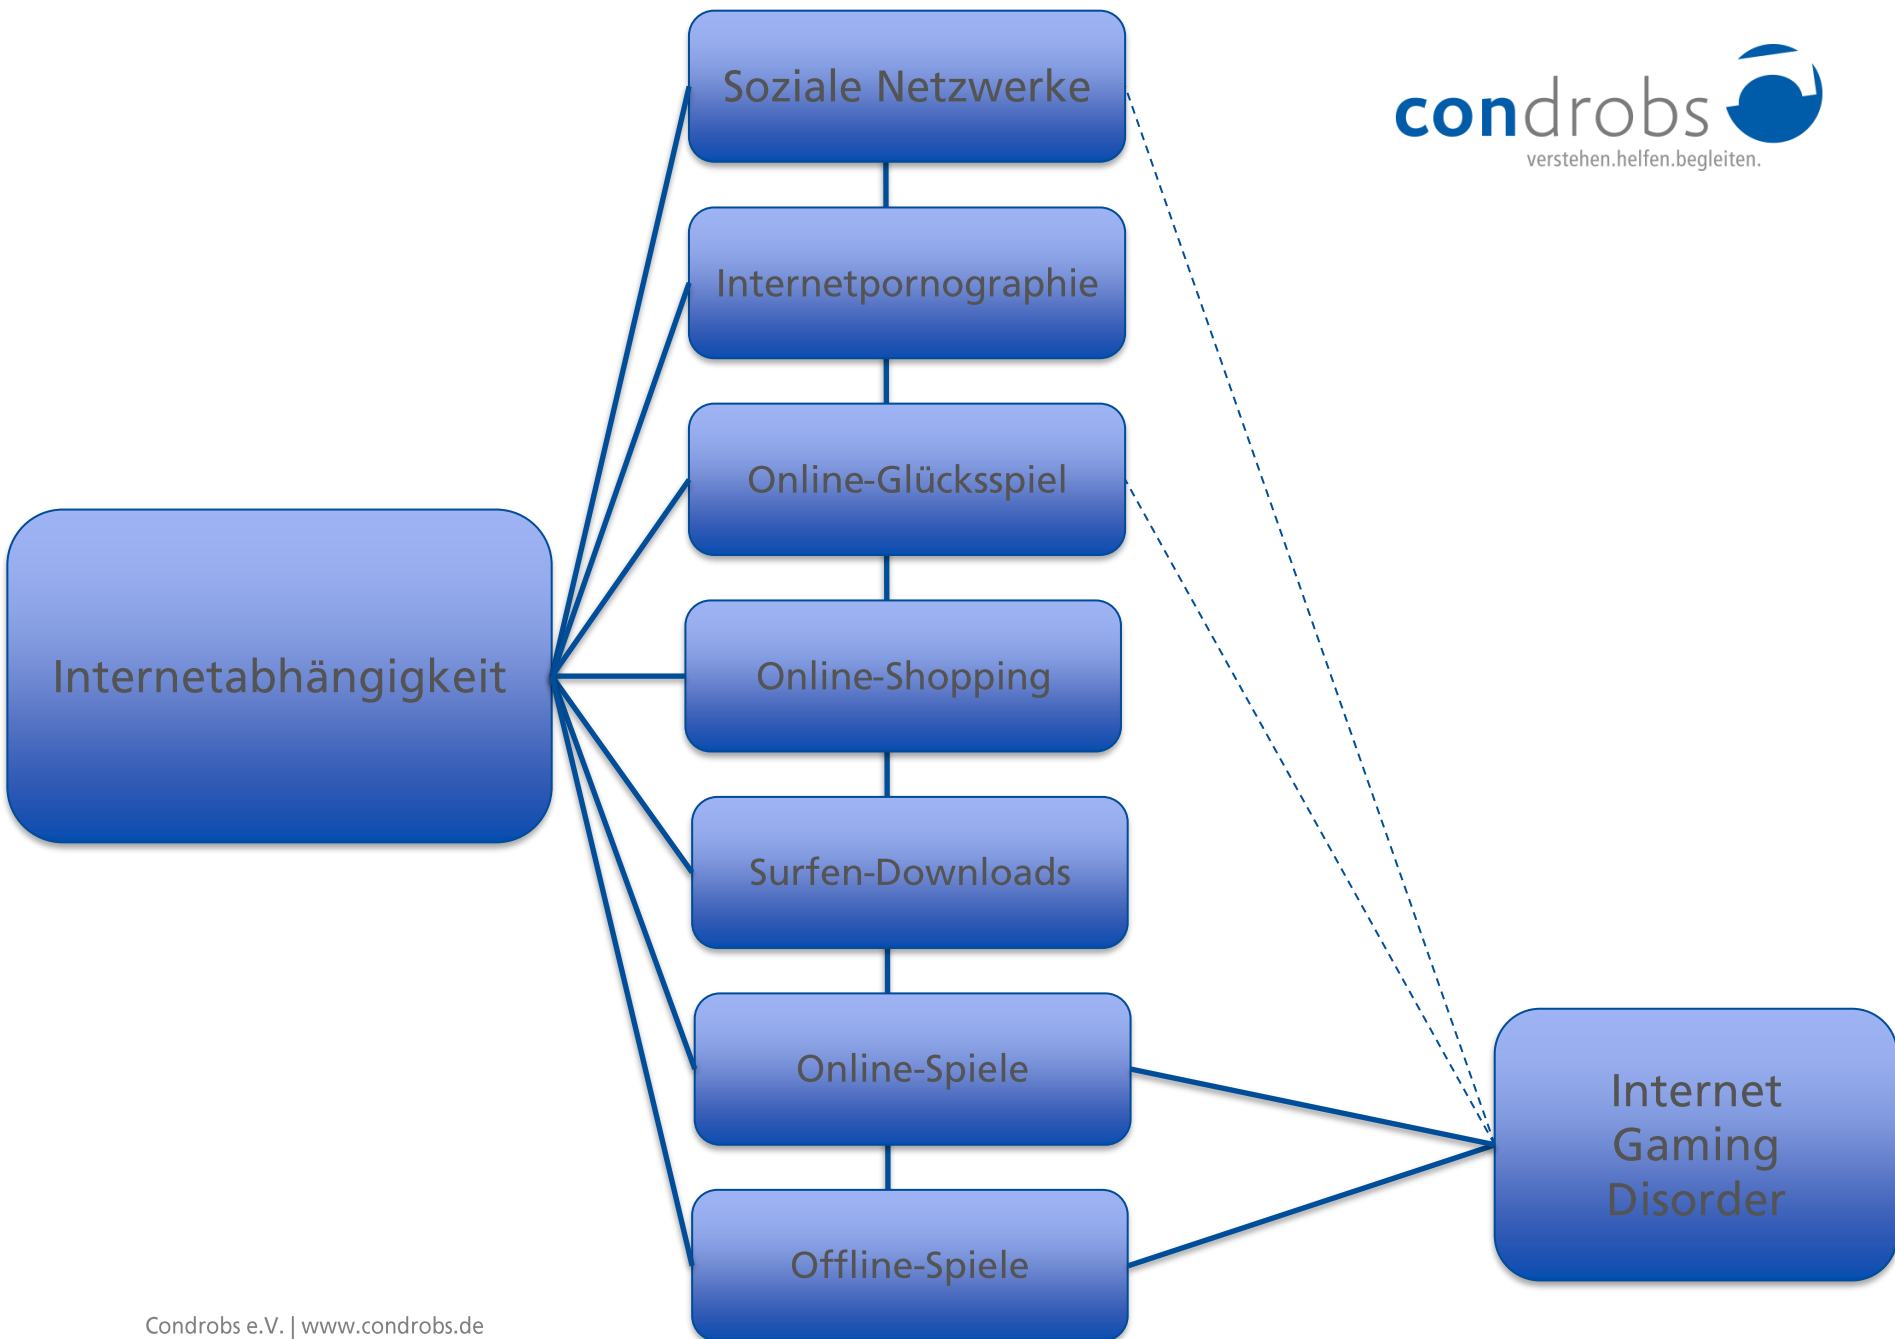 Soziale Netzwerke
condrobs
verstehen.helfen.begleiten.
Internetpornographie
Online-Glücksspiel
Internetabhängigkeit
Online-Shopping
Surfen-Downloads
Online-Spiele
Internet
Gaming
Disorder
Offline-Spiele
Condrobs e.V. | www.condrobs.de